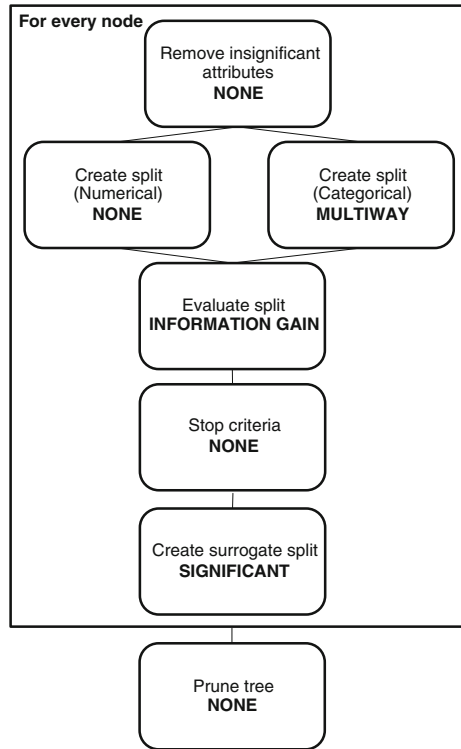 For every node
Remove insignificant
attributes
NONE
Create split
(Numerical)
NONE
Create split
(Categorical)
MULTIWAY
Evaluate split
INFORMATION GAIN
Stop criteria
NONE
Create surrogate split
SIGNIFICANT
Prune tree
NONE